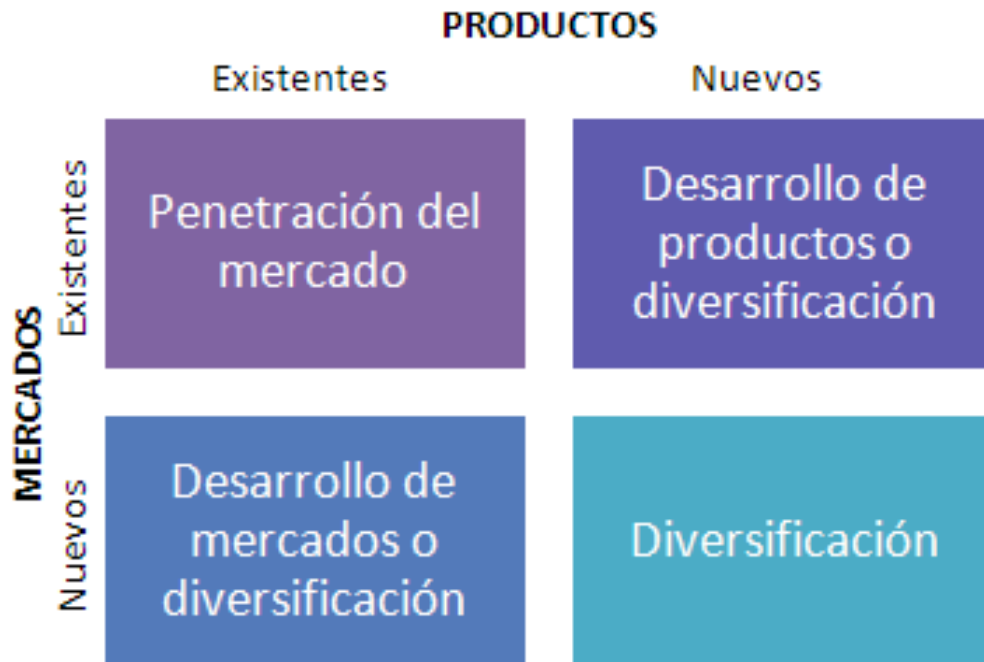 PRODUCTOS
Existentes
Nuevos
MERCADOS
Existentes
Penetración del
mercado
Desarrollo de
productos o
diversificación
Nuevos
Desarrollo de
mercados o
diversificación
Diversificación